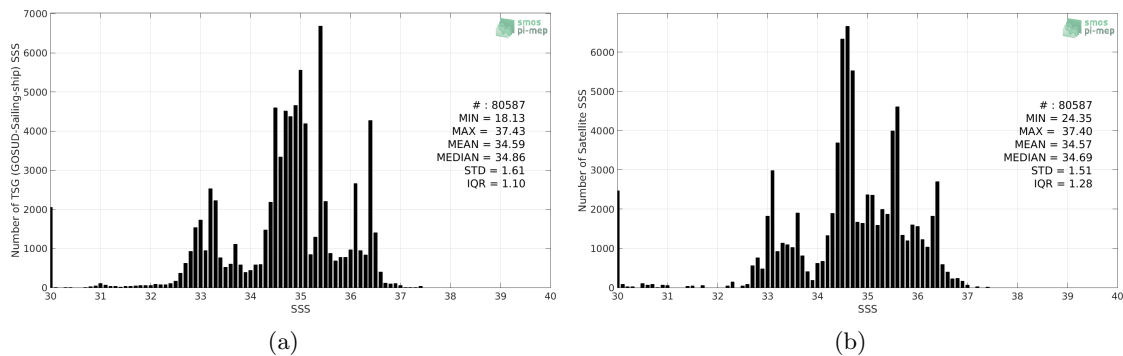 7000
6000
5000
4000
3000
2000
1000
0
30 31 32 33 34 35 36 37 38 39 40
SSS
Number of TSG (GOSUD-Sailing-ship) SSS
smos
pi-mep
# : 80587
MIN = 18.13
MAX = 37.43
MEAN = 34.59
MEDIAN = 34.86
STD = 1.61
IQR = 1.10
(a)
6000
5000
4000
3000
2000
1000
0
30 31 32 33 34 35 36 37 38 39 40
SSS
Number of Satellite SSS
smos
pi-mep
# : 80587
MIN = 24.35
MAX = 37.40
MEAN = 34.57
MEDIAN = 34.69
STD = 1.51
IQR = 1.28
(b)